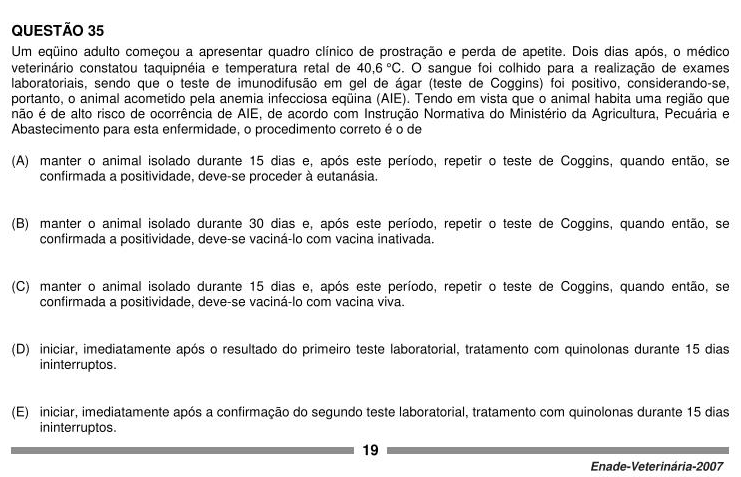 QUESTÃO 35
Um eqüino adulto começou a apresentar quadro clínico de prostração e perda de apetite. Dois dias após, o médico
veterinário constatou taquipnéia e temperatura retal de 40,6 ºC. O sangue foi colhido para a realização de exames
laboratoriais, sendo que o teste de imunodifusão em gel de ágar (teste de Coggins) foi positivo, considerando-se,
portanto, o animal acometido pela anemia infecciosa eqüina (AIE). Tendo em vista que o animal habita uma região que
não é de alto risco de ocorrência de AIE, de acordo com Instrução Normativa do Ministério da Agricultura, Pecuária e
Abastecimento para esta enfermidade, o procedimento correto é o de
(A) manter o animal isolado durante 15 dias e, após este período, repetir o teste de Coggins, quando então, se
confirmada a positividade, deve-se proceder à eutanásia.
(B) manter o animal isolado durante 30 dias e, após este período, repetir o teste de Coggins, quando então, se
confirmada a positividade, deve-se vaciná-lo com vacina inativada.
(C) manter o animal isolado durante 15 dias e, após este período, repetir o teste de Coggins, quando então, se
confirmada a positividade, deve-se vaciná-lo com vacina viva.
(D) iniciar, imediatamente após o resultado do primeiro teste laboratorial, tratamento com quinolonas durante 15 dias
ininterruptos.
(E) iniciar, imediatamente após a confirmação do segundo teste laboratorial, tratamento com quinolonas durante 15 dias
ininterruptos.
19
Enade-Veterinária-2007